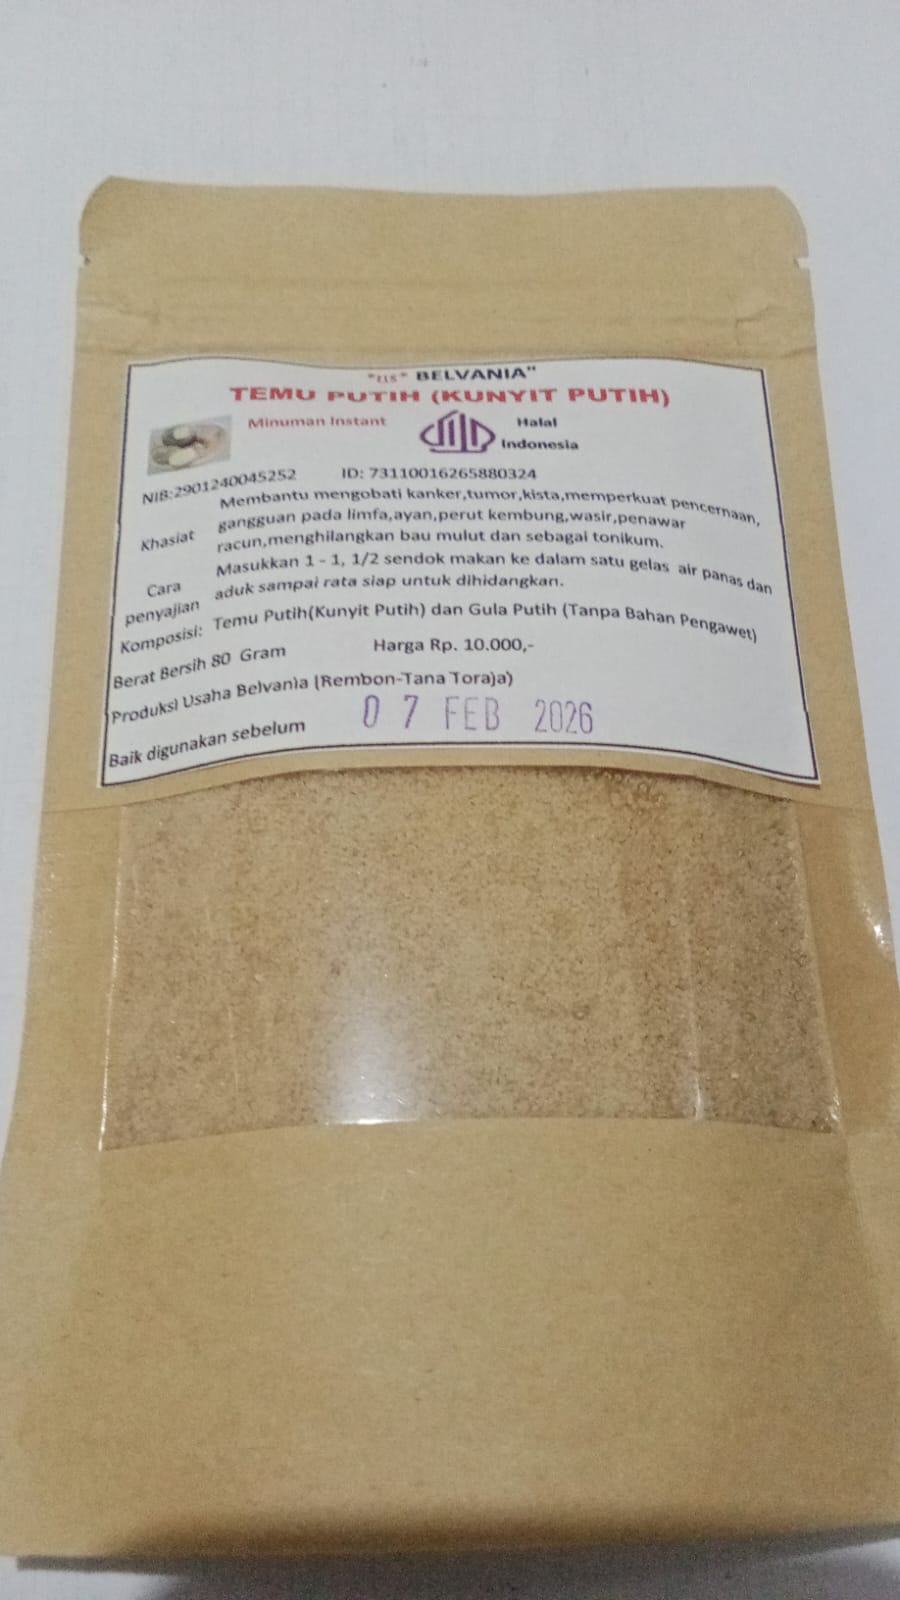 BELVANIA"
TEMU PUTIH (KUNYIT PUTIH)
Minuman Instant
Halal
Indonesia
NIB:2901240045252 ID: 73110016265880324
Khasiat
Membantu mengobati kanker,tumor,kista,memperkuat pencernaan,
gangguan pada limfa,ayan,perut kembung,wasir,penawar
racun,menghilangkan bau mulut dan sebagai tonikum.
Cara
penyajian
Masukkan 1 - 1, 1/2 sendok makan ke dalam satu gelas air panas dan
aduk sampai rata siap untuk dihidangkan.
Komposisi: Temu Putih(Kunyit Putih) dan Gula Putih (Tanpa Bahan Pengawet)
Berat Bersih 80 Gram Harga Rp. 10.000,-
Produksi Usaha Belvania (Rembon-Tana Toraja)
Baik digunakan sebelum 07 FEB 2026